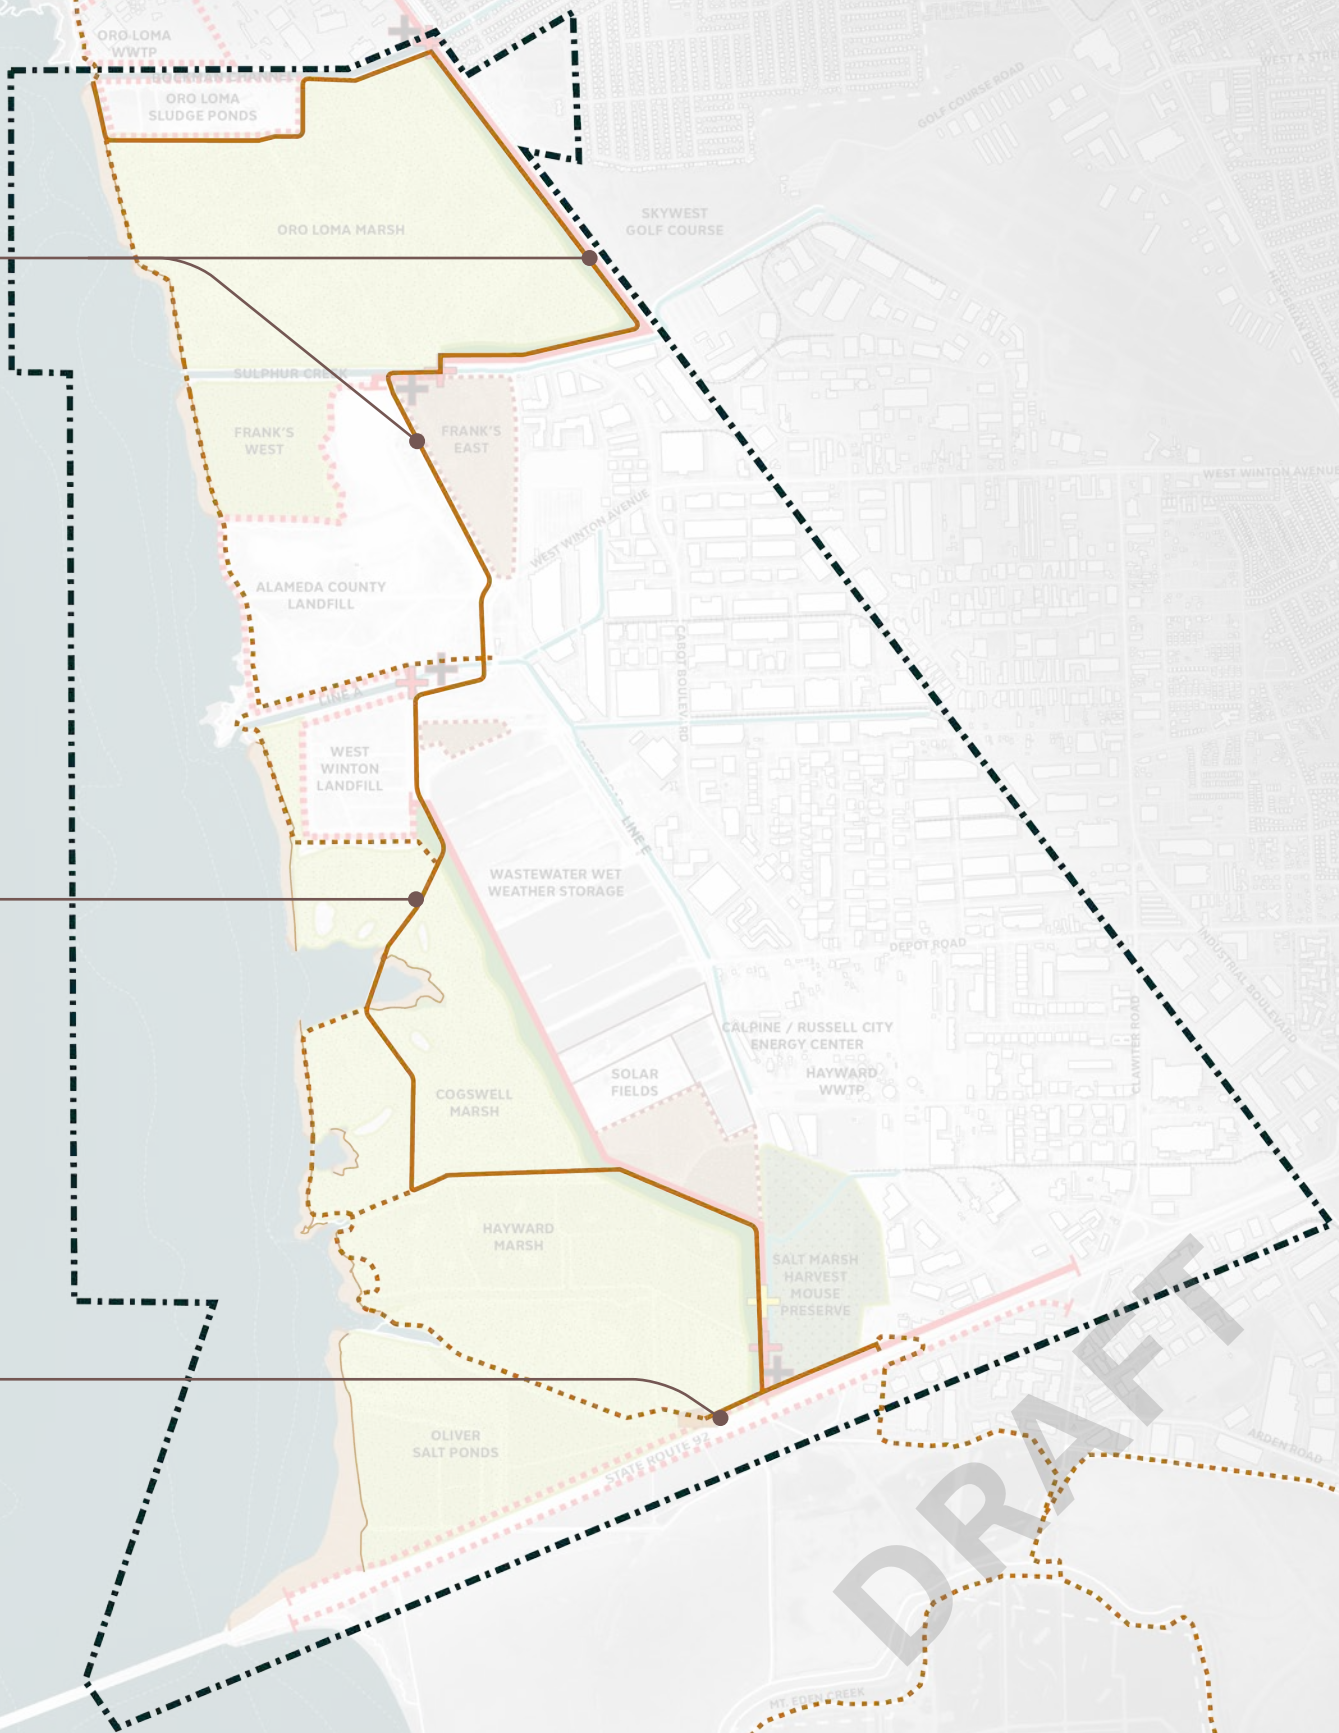 ORO LOMA
WWTP
WEST A STR
GOLF COURSE ROAD
ORO LOMA
SLUDGE PONDS
SKYWEST
GOLF COURSE
ORO LOMA MARSH
SULPHUR CREEK
FRANK'S
WEST
FRANK'S
EAST
WEST WINTON AVENUE
WEST WINTON AVENUE
ALAMEDA COUNTY
LANDFILL
CABOT BOULEVARD
LINE A
WEST
WINTON
LANDFILL
LINE E
WASTEWATER WET
WEATHER STORAGE
DEPOT ROAD
INDUSTRIAL BOULEVARD
CALPINE / RUSSELL CITY
ENERGY CENTER
CLAWITER ROAD
SOLAR
FIELDS
HAYWARD
WWTP
COGSWELL
MARSH
HAYWARD
MARSH
SALT MARSH
HARVEST
MOUSE
PRESERVE
OLIVER
SALT PONDS
STATE ROUTE 92
ARDEN ROAD
DRAFT
MT. EDEN CREEK